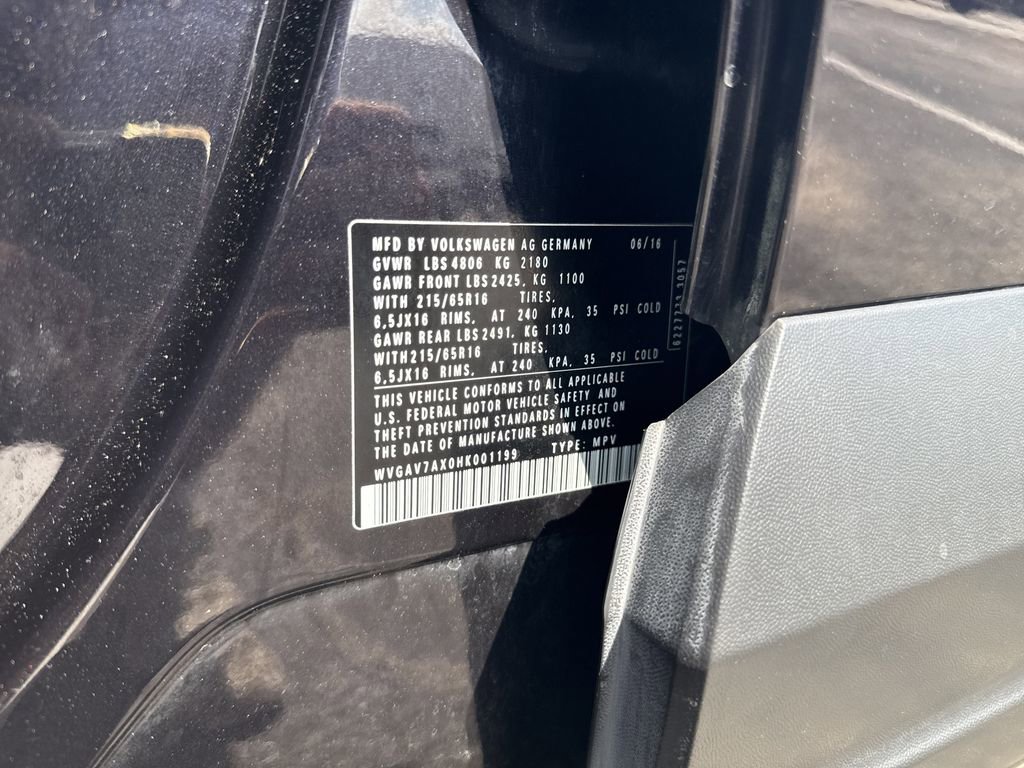 MFD BY VOLKSWAGEN AG GERMANY 06/16
GVWR LBS 4806 KG 2180
GAWR FRONT LBS 2425, KG 1100
WITH 215/65R16 TIRES,
6,5JX16 RIMS, AT 240 KPA, 35 PSI COLD
GAWR REAR LBS 2491, KG 1130
WITH 215/65R16 TIRES,
6,5JX16 RIMS, AT 240 KPA, 35 PSI COLD
THIS VEHICLE CONFORMS TO ALL APPLICABLE
U.S. FEDERAL MOTOR VEHICLE SAFETY AND
THEFT PREVENTION STANDARDS IN EFFECT ON
THE DATE OF MANUFACTURE SHOWN ABOVE.
WVGAV7AX0HK001199 TYPE: MPV